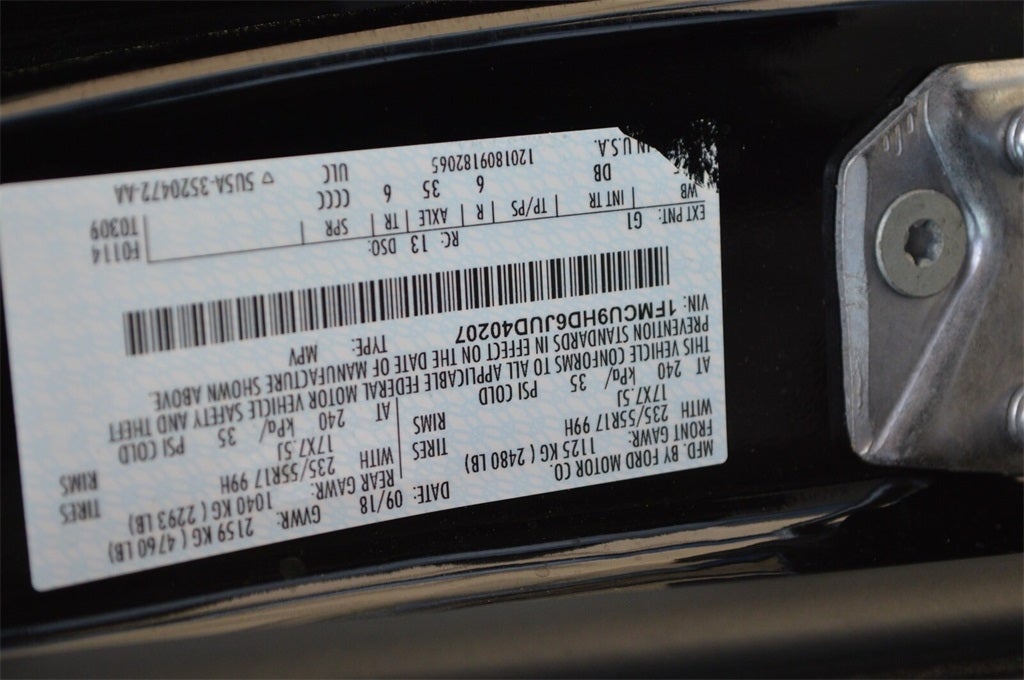 MFD. BY FORD MOTOR CO.
DATE: 09/18
GVWR: 2159 KG ( 4760 LB)
FRONT GAWR: 1125 KG ( 2480 LB)
REAR GAWR: 1040 KG ( 2293 LB)
WITH 235/55R17 99H TIRES
WITH 235/55R17 99H TIRES
17X7.5J RIMS
17X7.5J RIMS
AT 240 kPa/ 35 PSI COLD
AT 240 kPa/ 35 PSI COLD
THIS VEHICLE CONFORMS TO ALL APPLICABLE FEDERAL MOTOR VEHICLE SAFETY AND THEFT
PREVENTION STANDARDS IN EFFECT ON THE DATE OF MANUFACTURE SHOWN ABOVE.
VIN: 1FMCU9HD6JUD40207
TYPE: MPV
F0114
T0309
EXT PNT: G1 RC: 13 DSO:
WB INT TR TP/PS R AXLE TR SPR
DB 6 35 6 CCCC
IN U.S.A. 1201809182065 ULC 5USA-3520472-AA